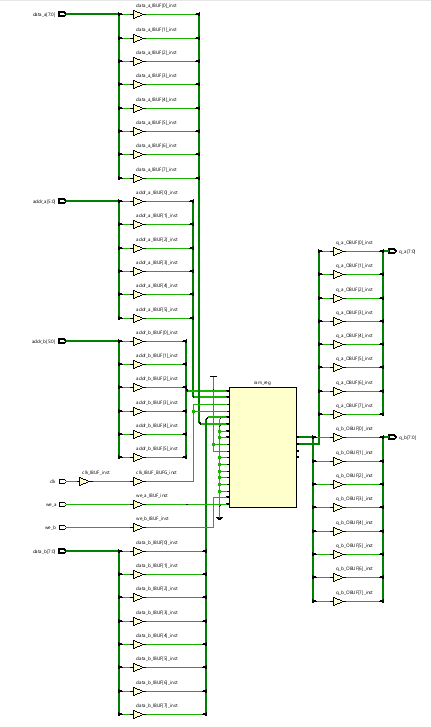 data_a_IBUF[0]_inst
data_a[7:0]
data_a_IBUF[1]_inst
data_a_IBUF[2]_inst
data_a_IBUF[3]_inst
data_a_IBUF[4]_inst
data_a_IBUF[5]_inst
data_a_IBUF[6]_inst
data_a_IBUF[7]_inst
addr_a_IBUF[0]_inst
addr_a[5:0]
addr_a_IBUF[1]_inst
addr_a_IBUF[2]_inst
addr_a_IBUF[3]_inst
addr_a_IBUF[4]_inst
addr_a_IBUF[5]_inst
addr_b_IBUF[0]_inst
addr_b[5:0]
addr_b_IBUF[1]_inst
addr_b_IBUF[2]_inst
addr_b_IBUF[3]_inst
addr_b_IBUF[4]_inst
addr_b_IBUF[5]_inst
clk_IBUF_inst
clk_IBUF_BUFG_inst
clk
we_a_IBUF_inst
we_a
we_b_IBUF_inst
we_b
data_b_IBUF[0]_inst
data_b[7:0]
data_b_IBUF[1]_inst
data_b_IBUF[2]_inst
data_b_IBUF[3]_inst
data_b_IBUF[4]_inst
data_b_IBUF[5]_inst
data_b_IBUF[6]_inst
data_b_IBUF[7]_inst
ram_reg
q_a_OBUF[0]_inst
q_a[7:0]
q_a_OBUF[1]_inst
q_a_OBUF[2]_inst
q_a_OBUF[3]_inst
q_a_OBUF[4]_inst
q_a_OBUF[5]_inst
q_a_OBUF[6]_inst
q_a_OBUF[7]_inst
q_b_OBUF[0]_inst
q_b[7:0]
q_b_OBUF[1]_inst
q_b_OBUF[2]_inst
q_b_OBUF[3]_inst
q_b_OBUF[4]_inst
q_b_OBUF[5]_inst
q_b_OBUF[6]_inst
q_b_OBUF[7]_inst